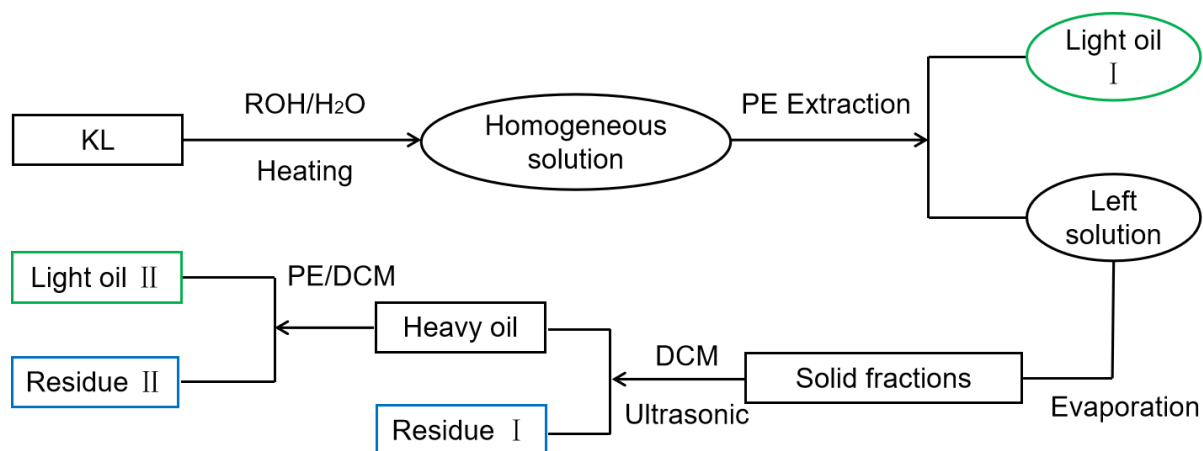 KL
ROH/H₂O
Heating
Homogeneous
solution
PE Extraction
Light oil
Ⅰ
Left
solution
Evaporation
Solid fractions
DCM
Ultrasonic
Heavy oil
Residue Ⅰ
PE/DCM
Light oil Ⅱ
Residue Ⅱ